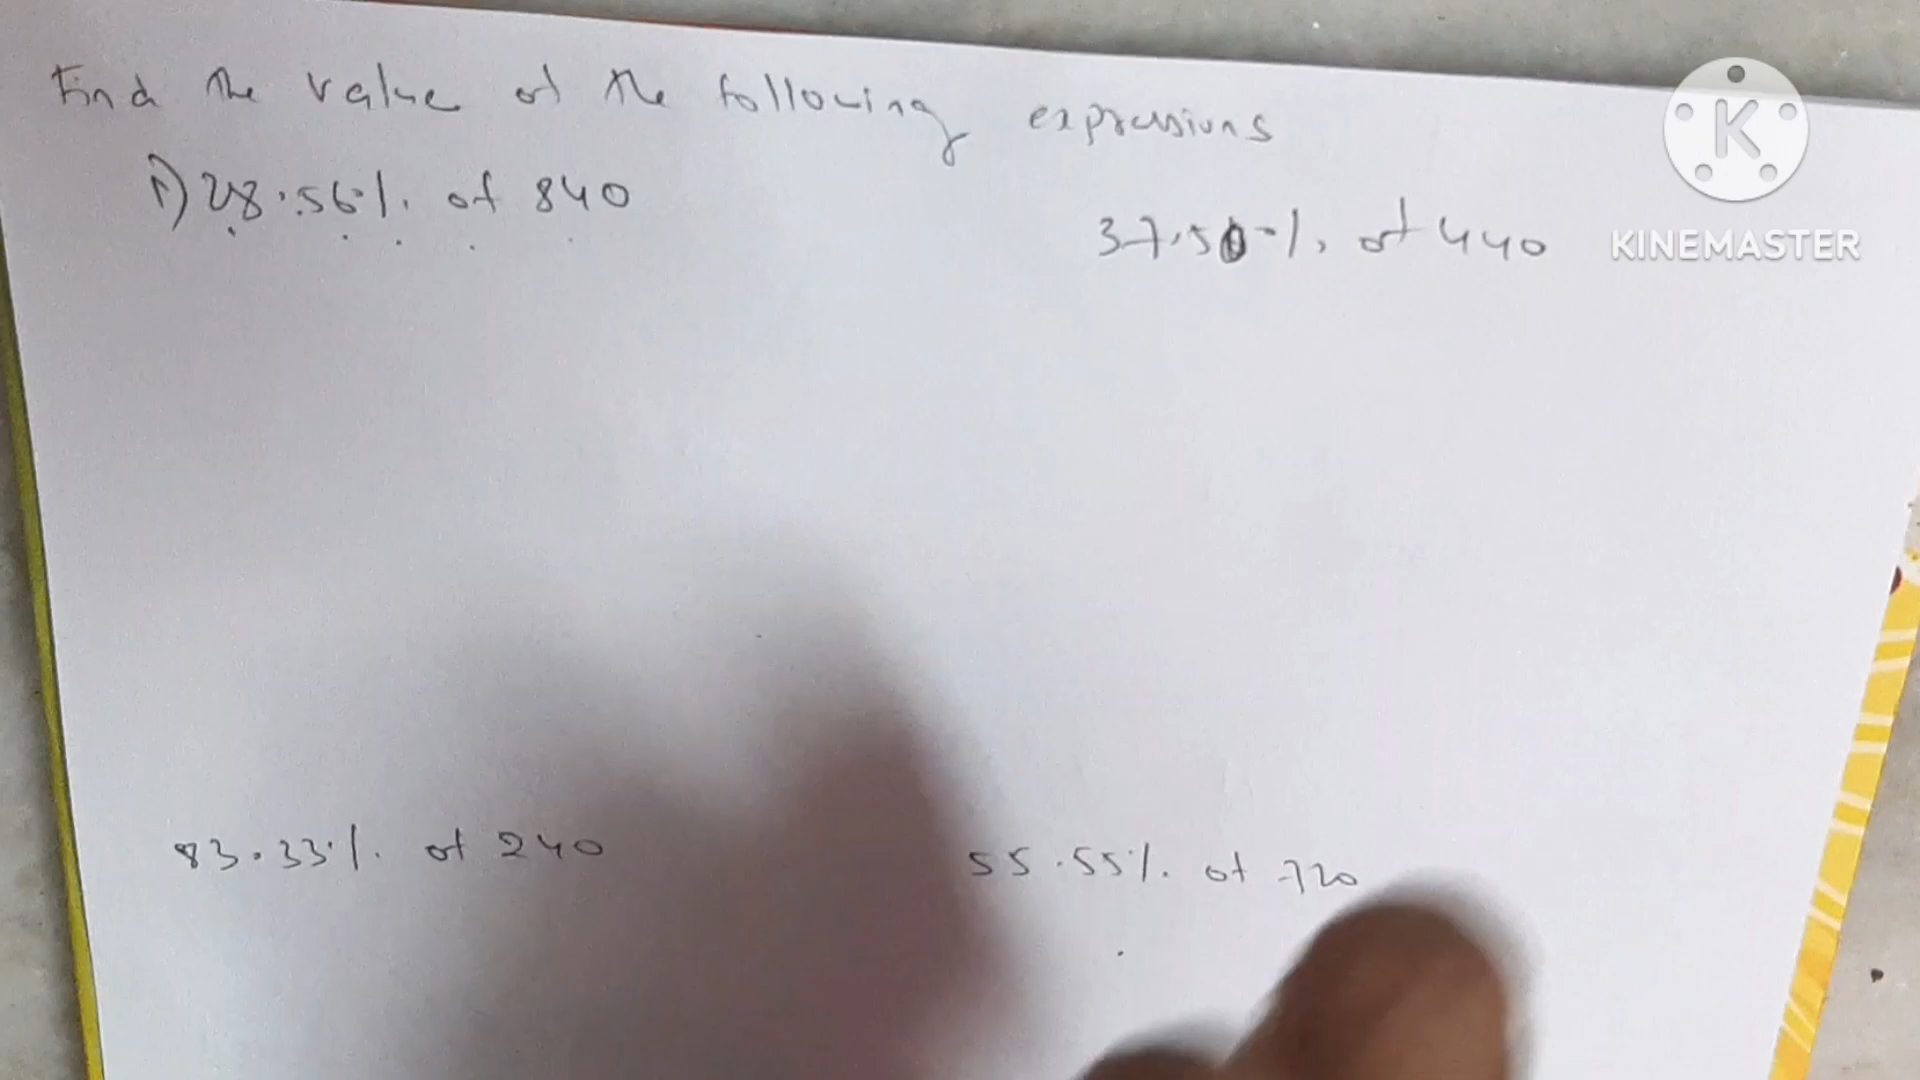 Find the value of the following expressions
1) 28.56% of 840
37.50% of 440
83.33% of 240
55.55% of 720
K
KINEMASTER